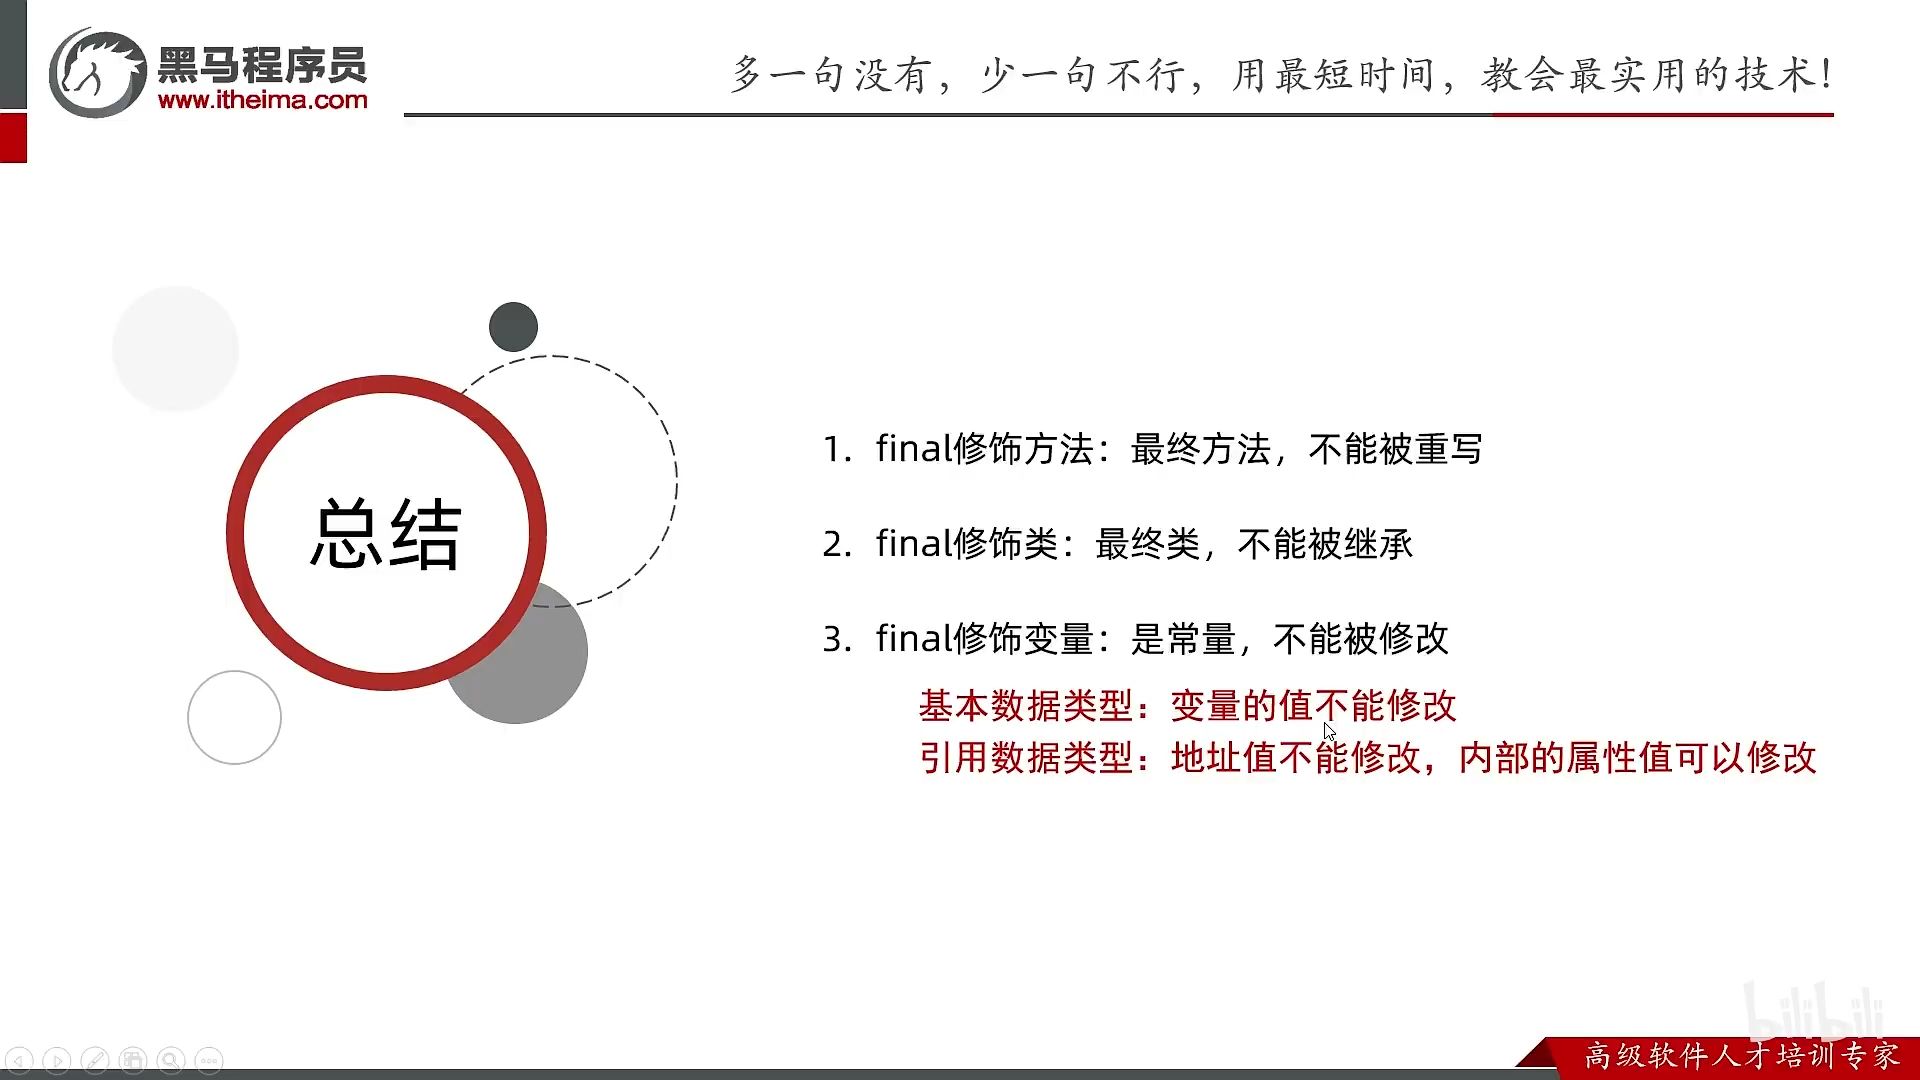 黑马程序员
www.itheima.com
多一句没有，少一句不行，用最短时间，教会最实用的技术！
总结
1. final修饰方法：最终方法，不能被重写
2. final修饰类：最终类，不能被继承
3. final修饰变量：是常量，不能被修改
基本数据类型：变量的值不能修改
引用数据类型：地址值不能修改，内部的属性值可以修改
bilibili
高级软件人才培训专家